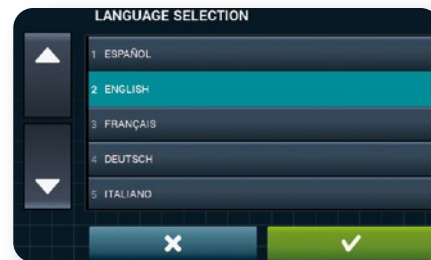 LANGUAGE SELECTION
1 ESPAÑOL
2 ENGLISH
3 FRANÇAIS
4 DEUTSCH
5 ITALIANO